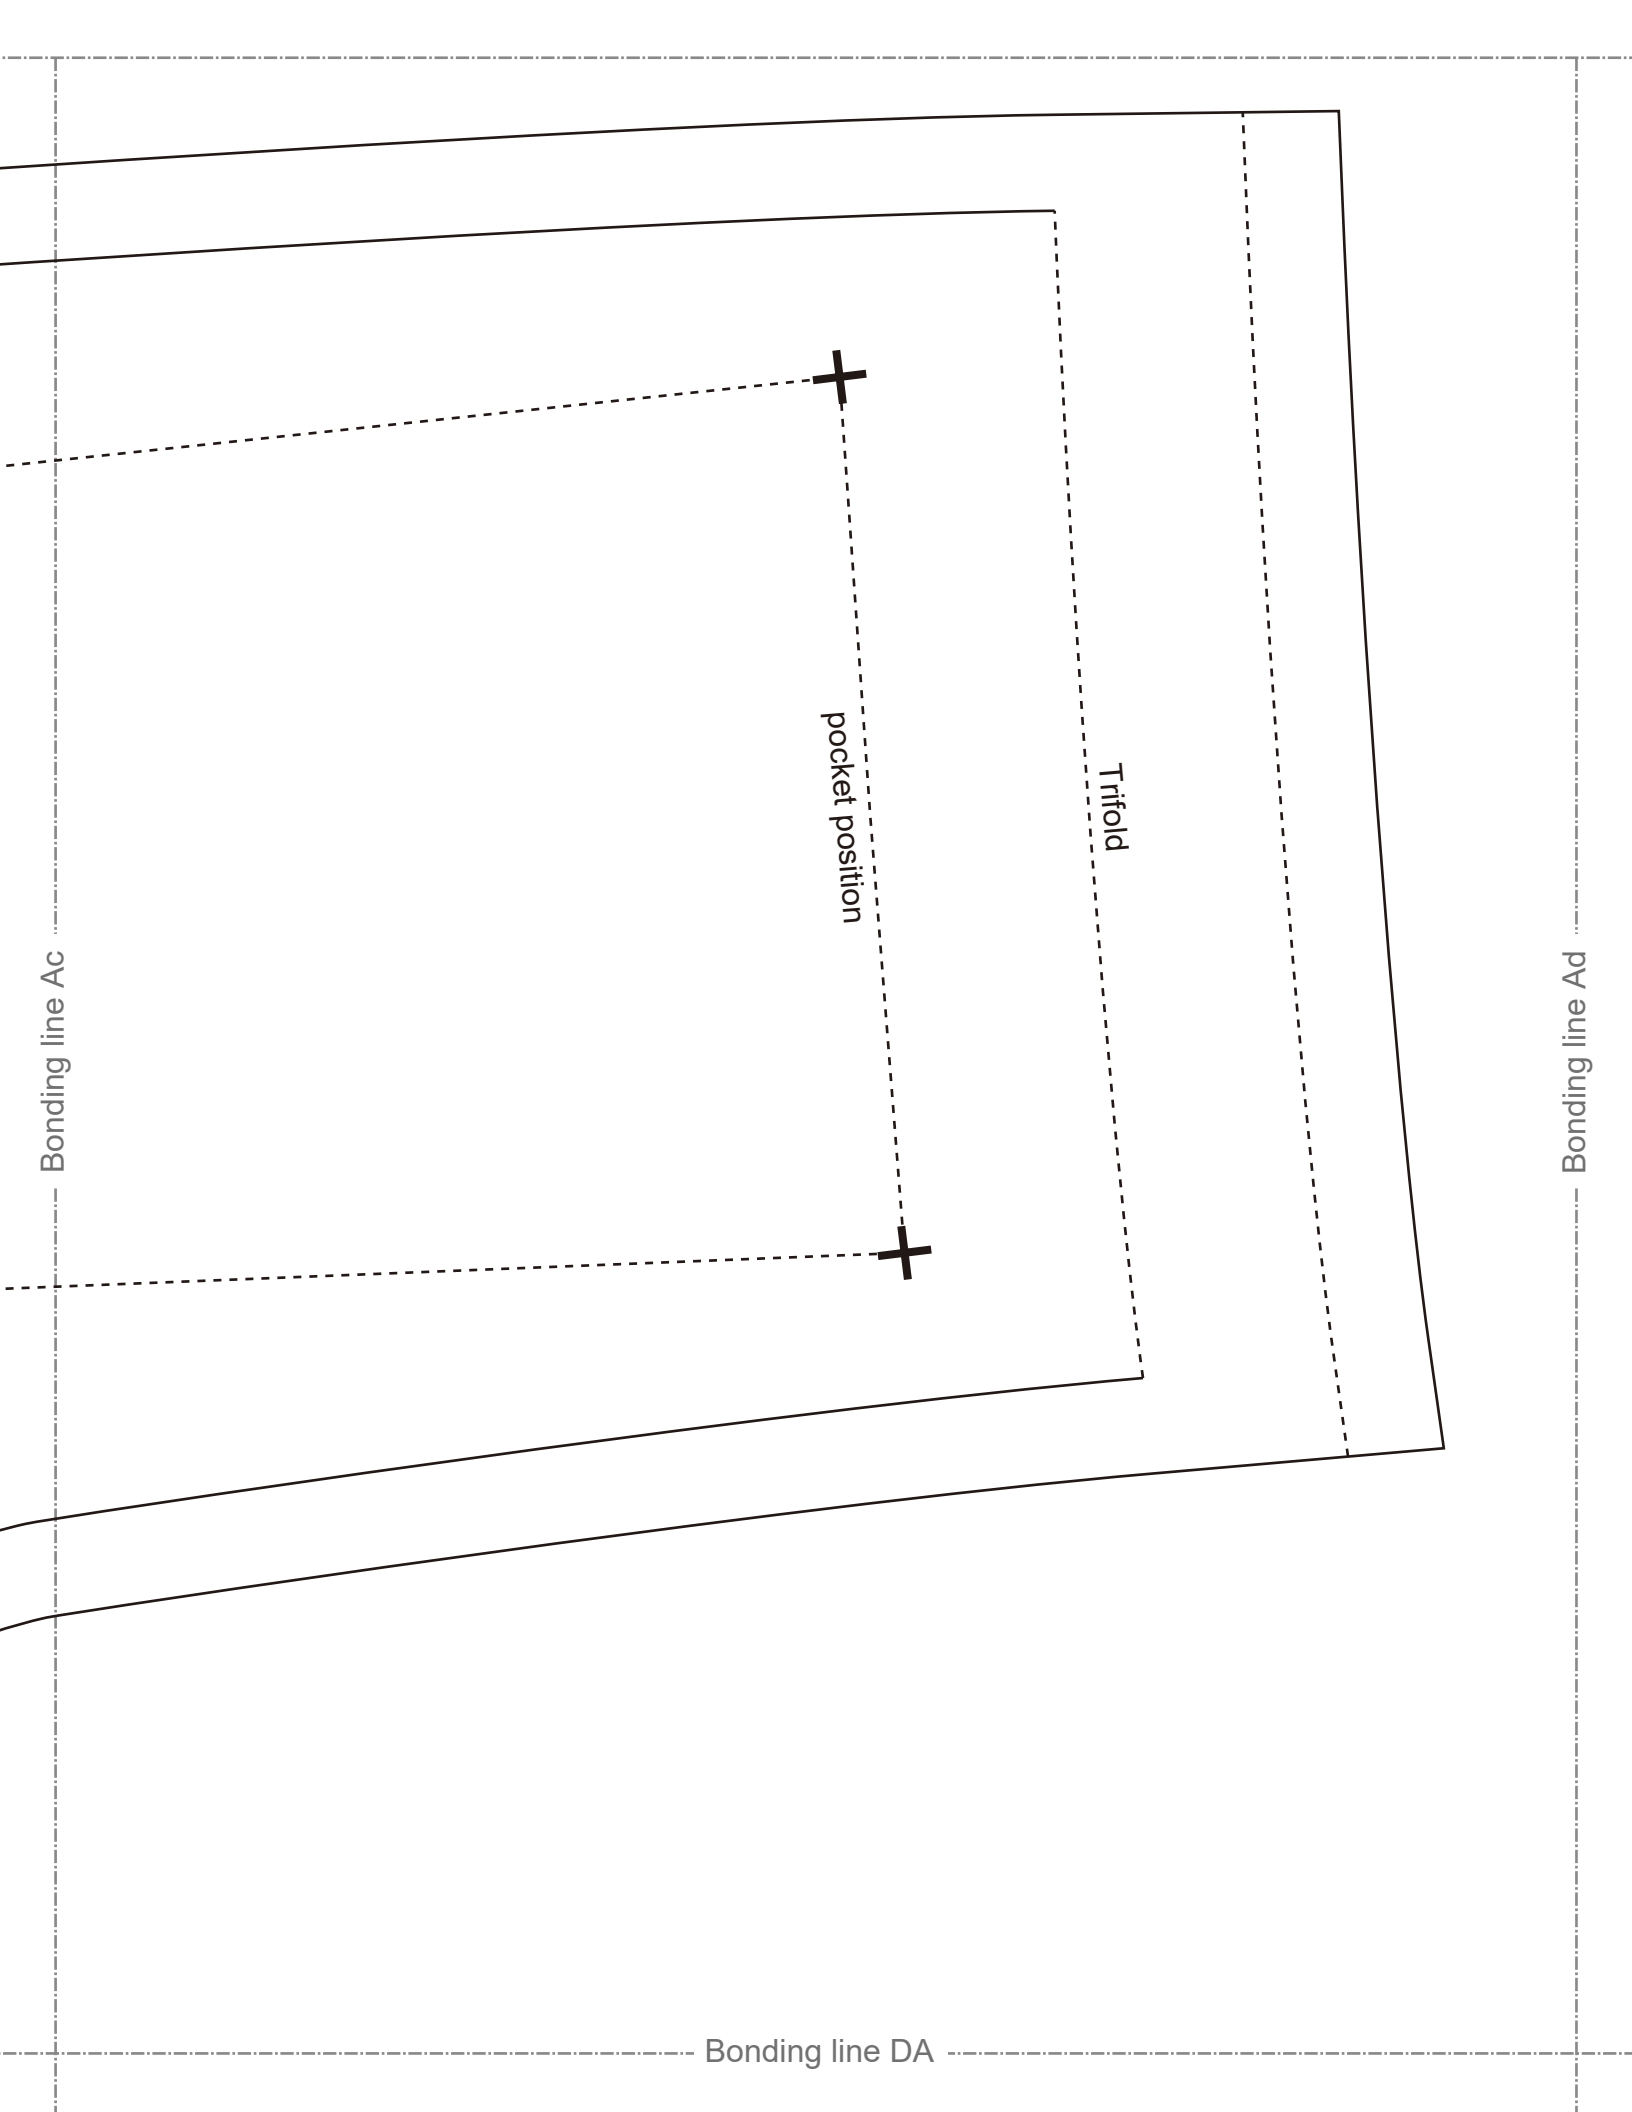 pocket position
Trifold
Bonding line Ac
Bonding line Ad
Bonding line DA